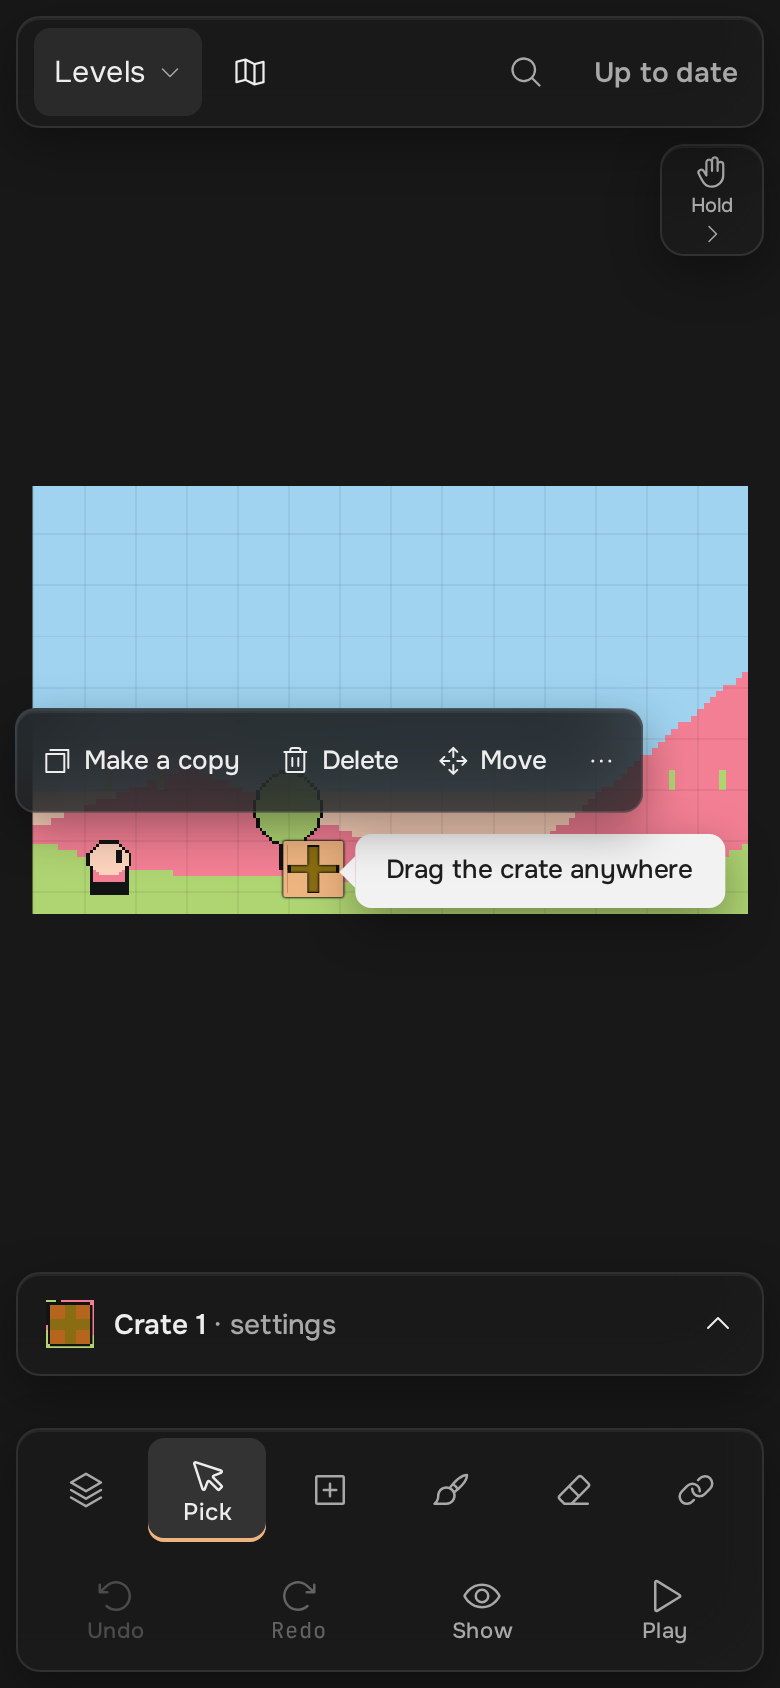 Levels
Up to date
Hold
Make a copy
Delete
Move
Drag the crate anywhere
Crate 1 · settings
Pick
Undo
Redo
Show
Play